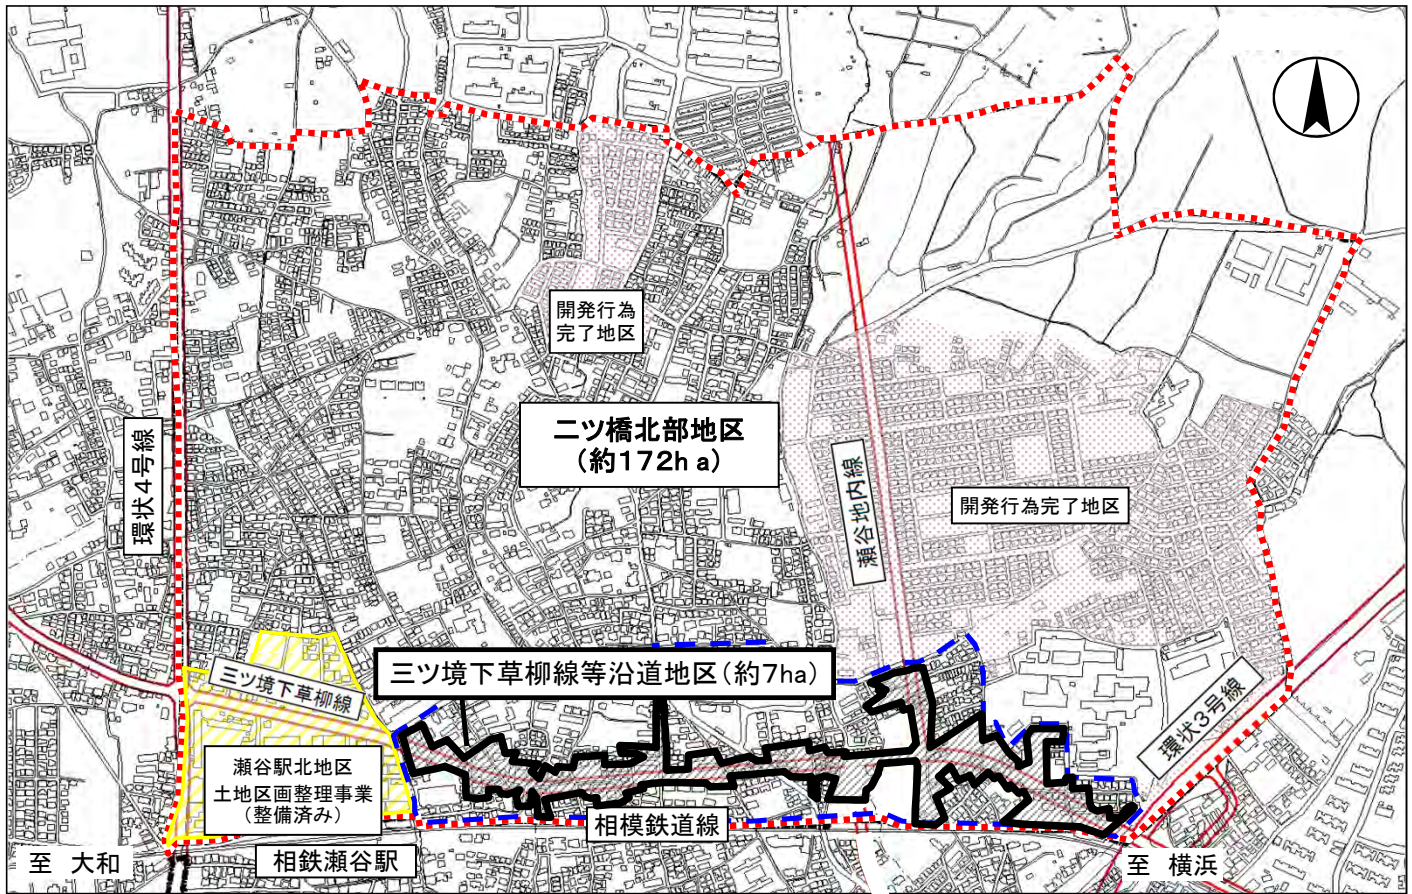 開発行為
完了地区
二ツ橋北部地区
(約172ha)
環状4号線
瀬谷地内線
開発行為完了地区
三ツ境下草柳線
三ツ境下草柳線等沿道地区(約7ha)
環状3号線
瀬谷駅北地区
土地区画整理事業
(整備済み)
相模鉄道線
至 大和
相鉄瀬谷駅
至 横浜